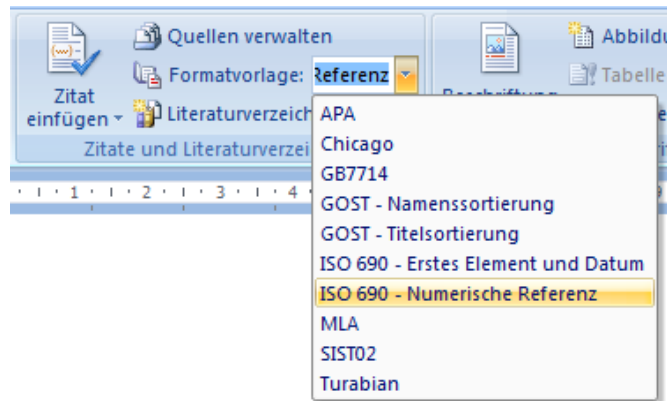 Quellen verwalten
Formatvorlage: Referenz
Zitat
einfügen
Literaturverzeich
Zitate und Literaturverzei
Abbildu
Tabelle
1 2 3 4
APA
Chicago
GB7714
GOST - Namenssortierung
GOST - Titelsortierung
ISO 690 - Erstes Element und Datum
ISO 690 - Numerische Referenz
MLA
SIST02
Turabian